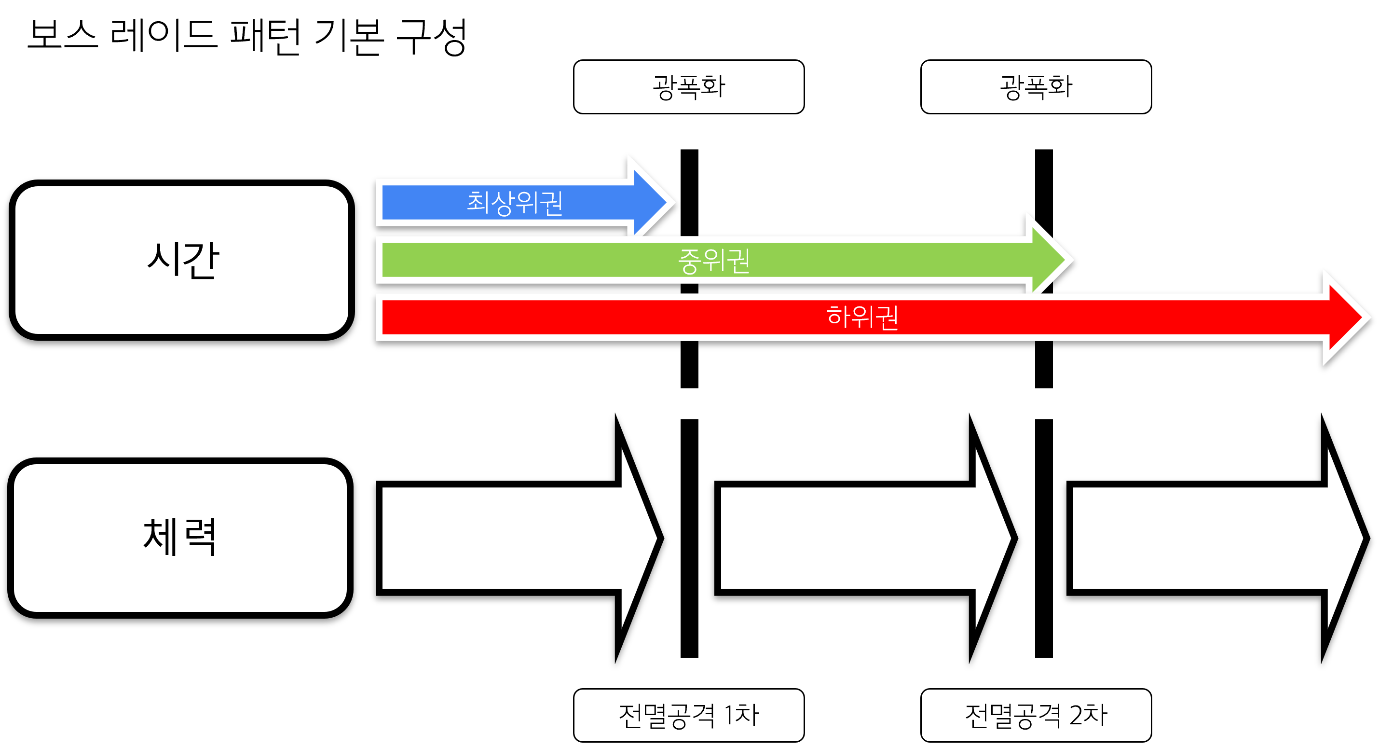 보스 레이드 패턴 기본 구성
광폭화
광폭화
시간
최상위권
중위권
하위권
체력
전멸공격 1차
전멸공격 2차